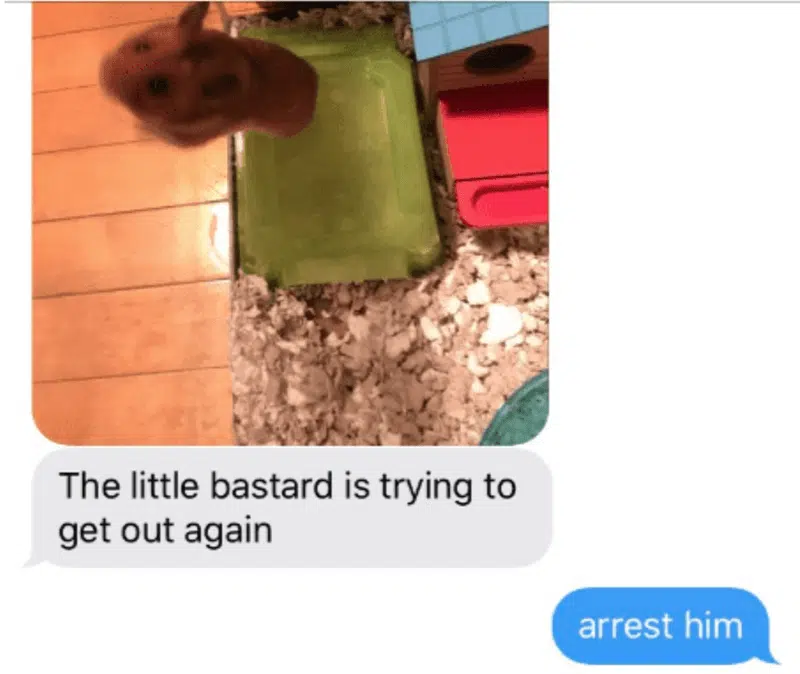 The little bastard is trying to
get out again
arrest him